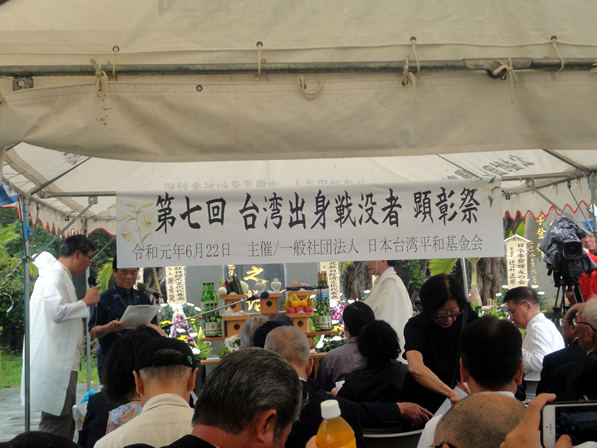 第七回 台湾出身戦没者 顕彰祭
令和元年6月22日 主催/一般社団法人 日本台湾平和基金会